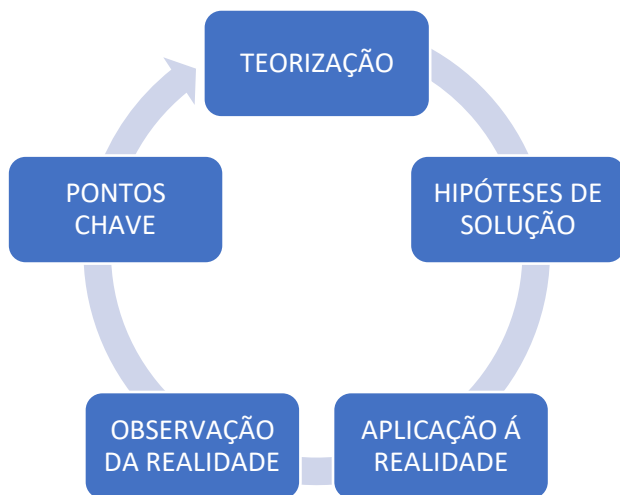 TEORIZAÇÃO
HIPÓTESES DE
SOLUÇÃO
APLICAÇÃO Á
REALIDADE
OBSERVAÇÃO
DA REALIDADE
PONTOS
CHAVE